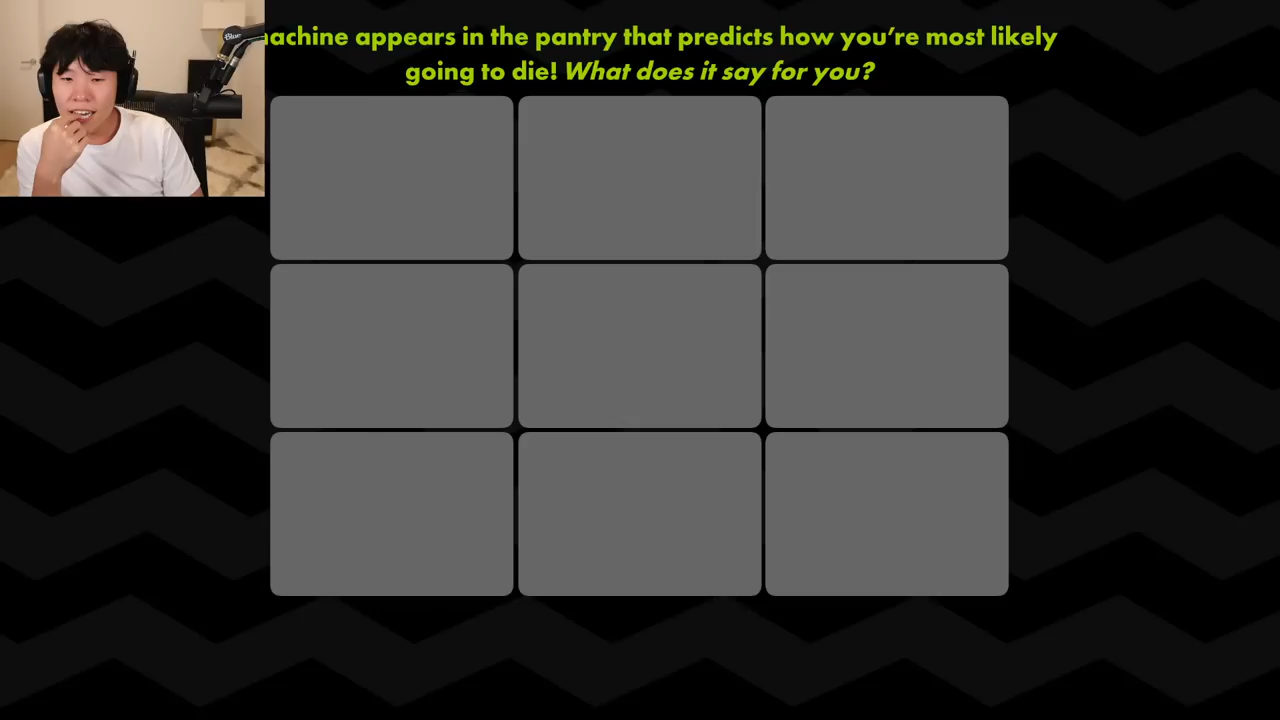 achine appears in the pantry that predicts how you're most likely
going to die! What does it say for you?
Blue